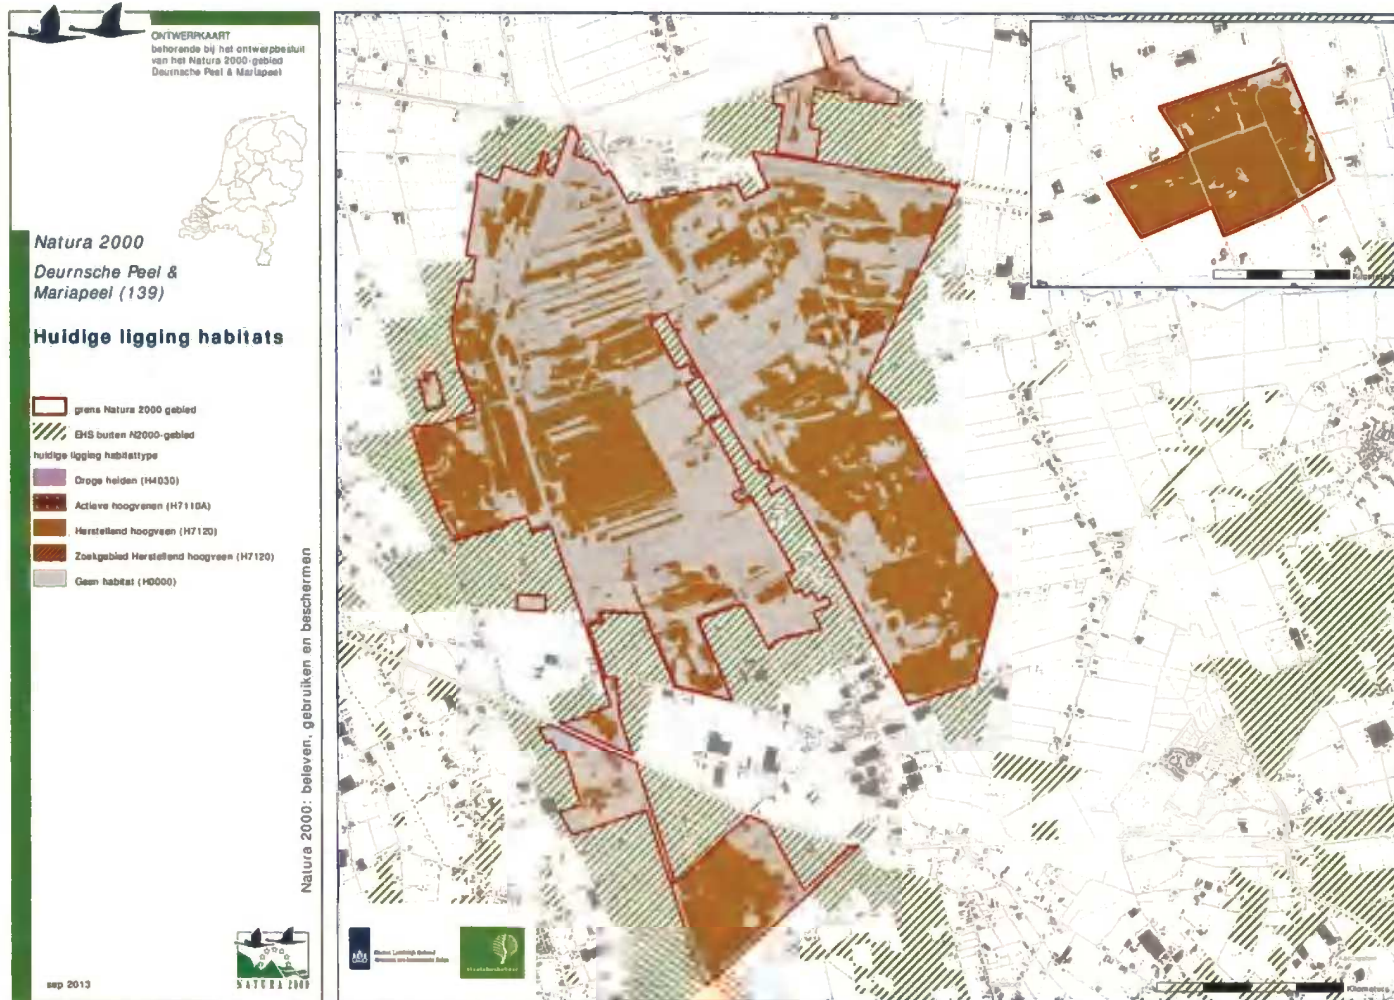 ONTWERPKAART
behorende bij het ontwerpbesluit
van het Natura 2000-gebied
Deurnsche Peel & Mariapeel
Natura 2000
Deurnsche Peel &
Mariapeel (139)
Huidige ligging habitats
grens Natura 2000 gebied
EHS buiten N2000-gebied
huidige ligging habitattype
Droge heiden (H4030)
Actieve hoogvenen (H7110A)
Herstellend hoogveen (H7120)
Zoekgebied Herstellend hoogveen (H7120)
Geen habitat (H0000)
Natura 2000: beleven, gebruiken en beschermen
sep 2013
NATURA 2000
Staatsbosbeheer
Kilometers
Kilometers